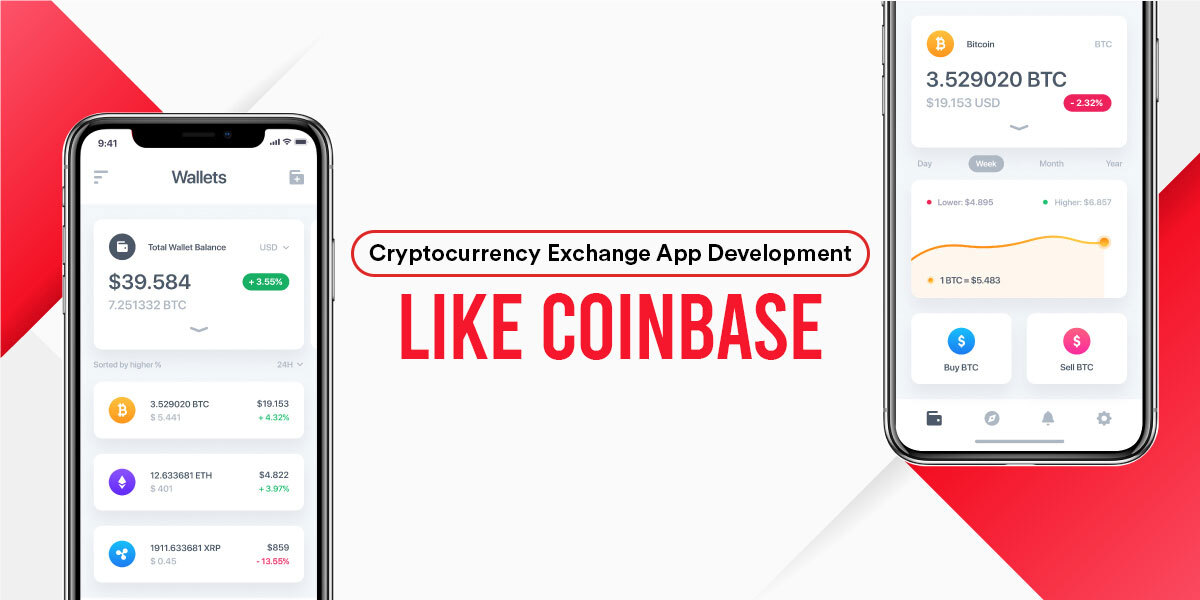 9:41
Wallets
Total Wallet Balance
USD
$39.584
+ 3.55%
7.251332 BTC
Sorted by higher %
24H
3.529020 BTC
$19.153
$ 5.441
+ 4.32%
12.633681 ETH
$4.822
$ 401
+ 3.97%
1911.633681 XRP
$859
$ 0.45
- 13.55%
Cryptocurrency Exchange App Development
LIKE COINBASE
Bitcoin
BTC
3.529020 BTC
$19.153 USD
- 2.32%
Day
Week
Month
Year
Lower: $4.895
Higher: $6.857
1 BTC = $5.483
$
$
Buy BTC
Sell BTC